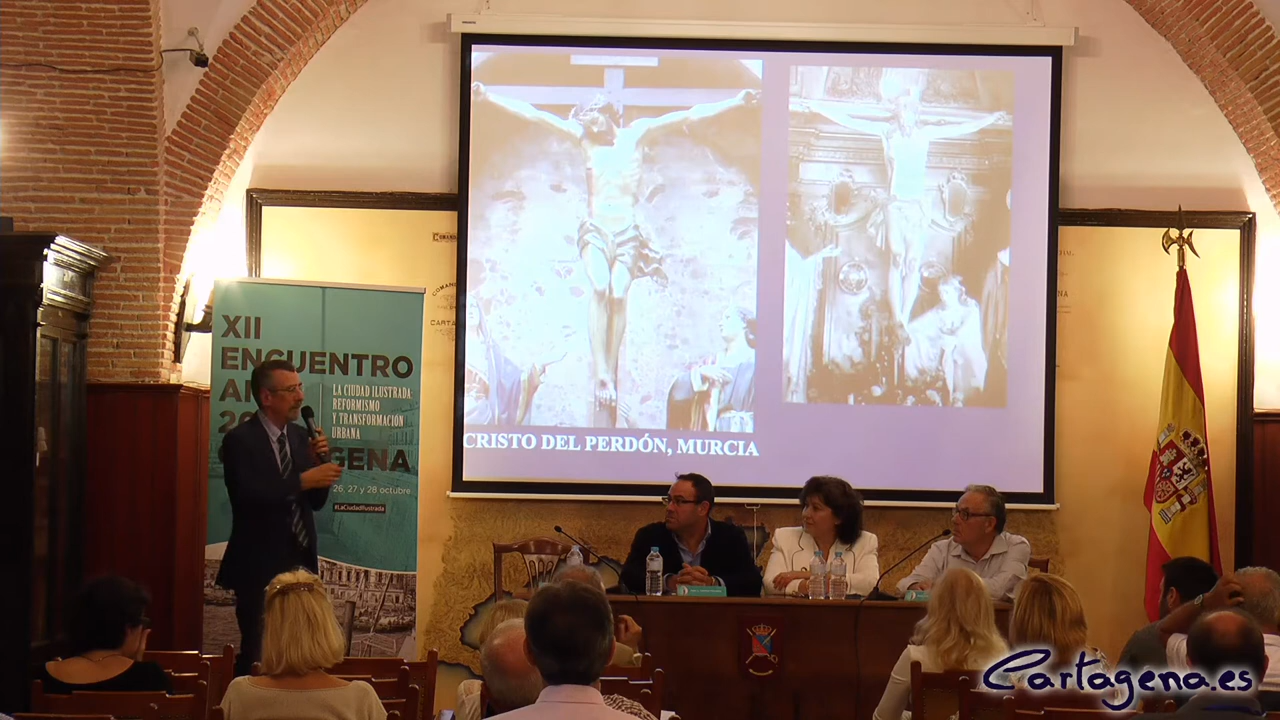 XII
ENCUENTRO
LA CIUDAD ILUSTRADA:
REFORMISMO
Y TRANSFORMACIÓN
URBANA
26, 27 y 28 octubre
#LaCiudadIlustrada
CRISTO DEL PERDÓN, MURCIA
Cartagena.es